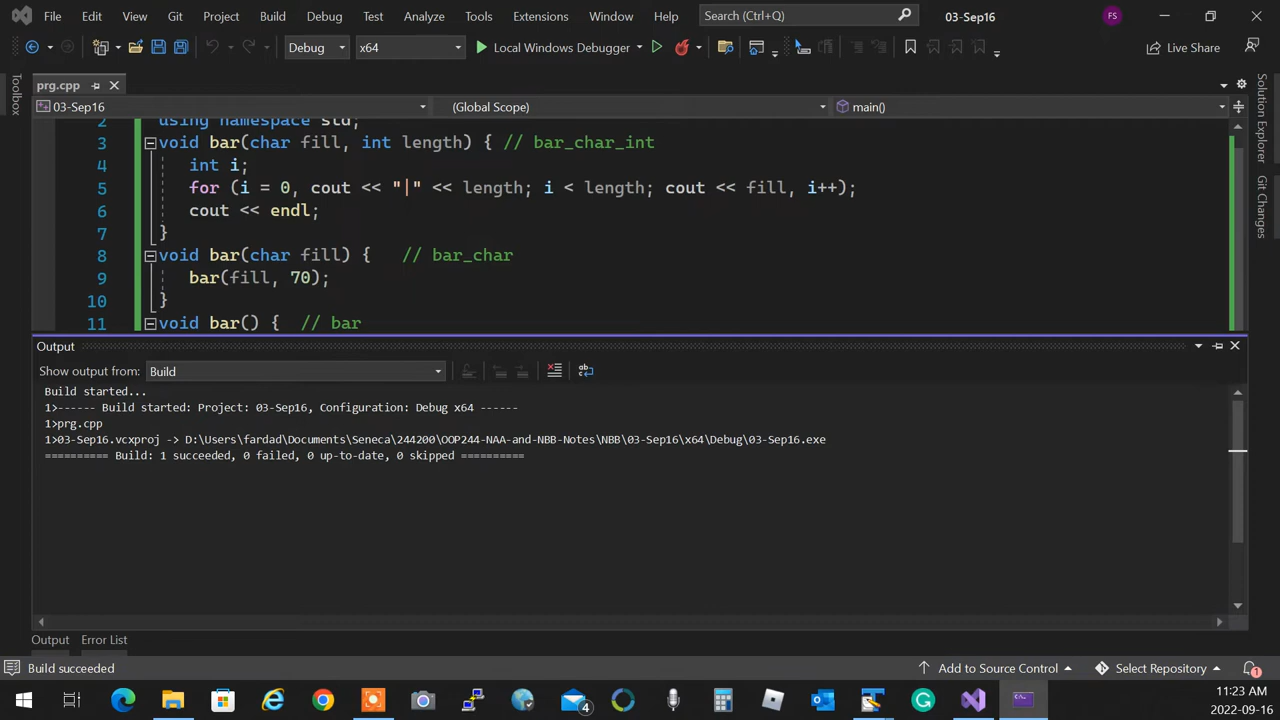 File Edit View Git Project Build Debug Test Analyze Tools Extensions Window Help Search (Ctrl+Q) 03-Sep16 FS
Debug x64 Local Windows Debugger Live Share
Toolbox
prg.cpp
03-Sep16 (Global Scope) main()
2 using namespace std;
3 void bar(char fill, int length) { // bar_char_int
4 int i;
5 for (i = 0, cout << "|" << length; i < length; cout << fill, i++);
6 cout << endl;
7 }
8 void bar(char fill) { // bar_char
9 bar(fill, 70);
10 }
11 void bar() { // bar
Solution Explorer
Git Changes
Output
Show output from: Build
Build started...
1>------ Build started: Project: 03-Sep16, Configuration: Debug x64 ------
1>prg.cpp
1>03-Sep16.vcxproj -> D:\Users\fardad\Documents\Seneca\244200\OOP244-NAA-and-NBB-Notes\NBB\03-Sep16\x64\Debug\03-Sep16.exe
========== Build: 1 succeeded, 0 failed, 0 up-to-date, 0 skipped ==========
Output Error List
Build succeeded Add to Source Control Select Repository 1
4
11:23 AM
2022-09-16